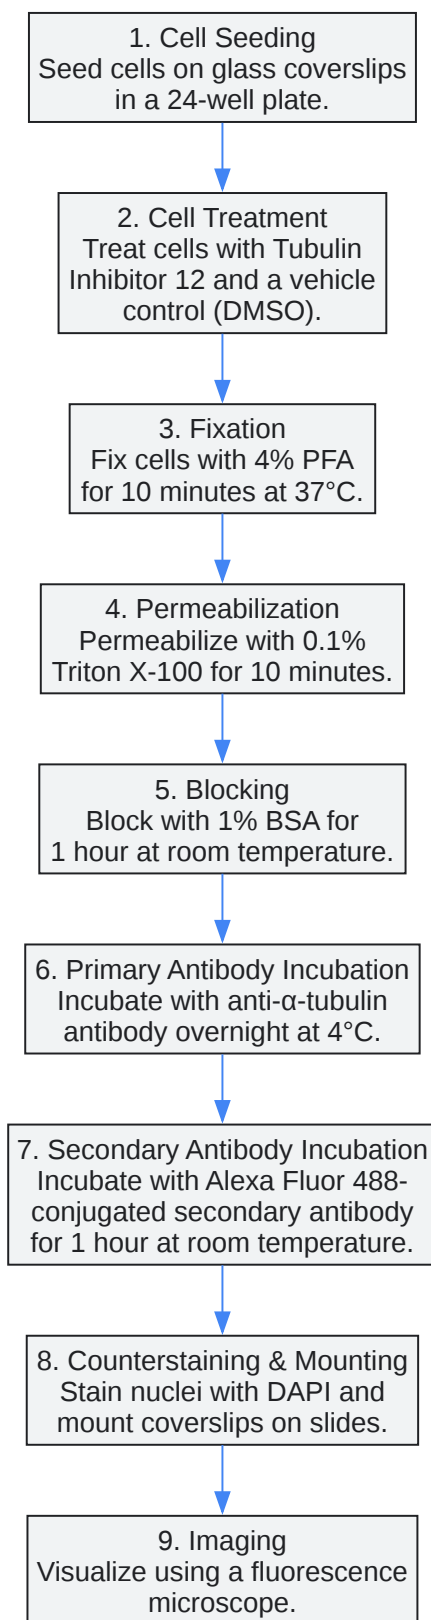 1. Cell Seeding
Seed cells on glass coverslips
in a 24-well plate.
2. Cell Treatment
Treat cells with Tubulin
Inhibitor 12 and a vehicle
control (DMSO).
3. Fixation
Fix cells with 4% PFA
for 10 minutes at 37°C.
4. Permeabilization
Permeabilize with 0.1%
Triton X-100 for 10 minutes.
5. Blocking
Block with 1% BSA for
1 hour at room temperature.
6. Primary Antibody Incubation
Incubate with anti-α-tubulin
antibody overnight at 4°C.
7. Secondary Antibody Incubation
Incubate with Alexa Fluor 488-
conjugated secondary antibody
for 1 hour at room temperature.
8. Counterstaining & Mounting
Stain nuclei with DAPI and
mount coverslips on slides.
9. Imaging
Visualize using a fluorescence
microscope.